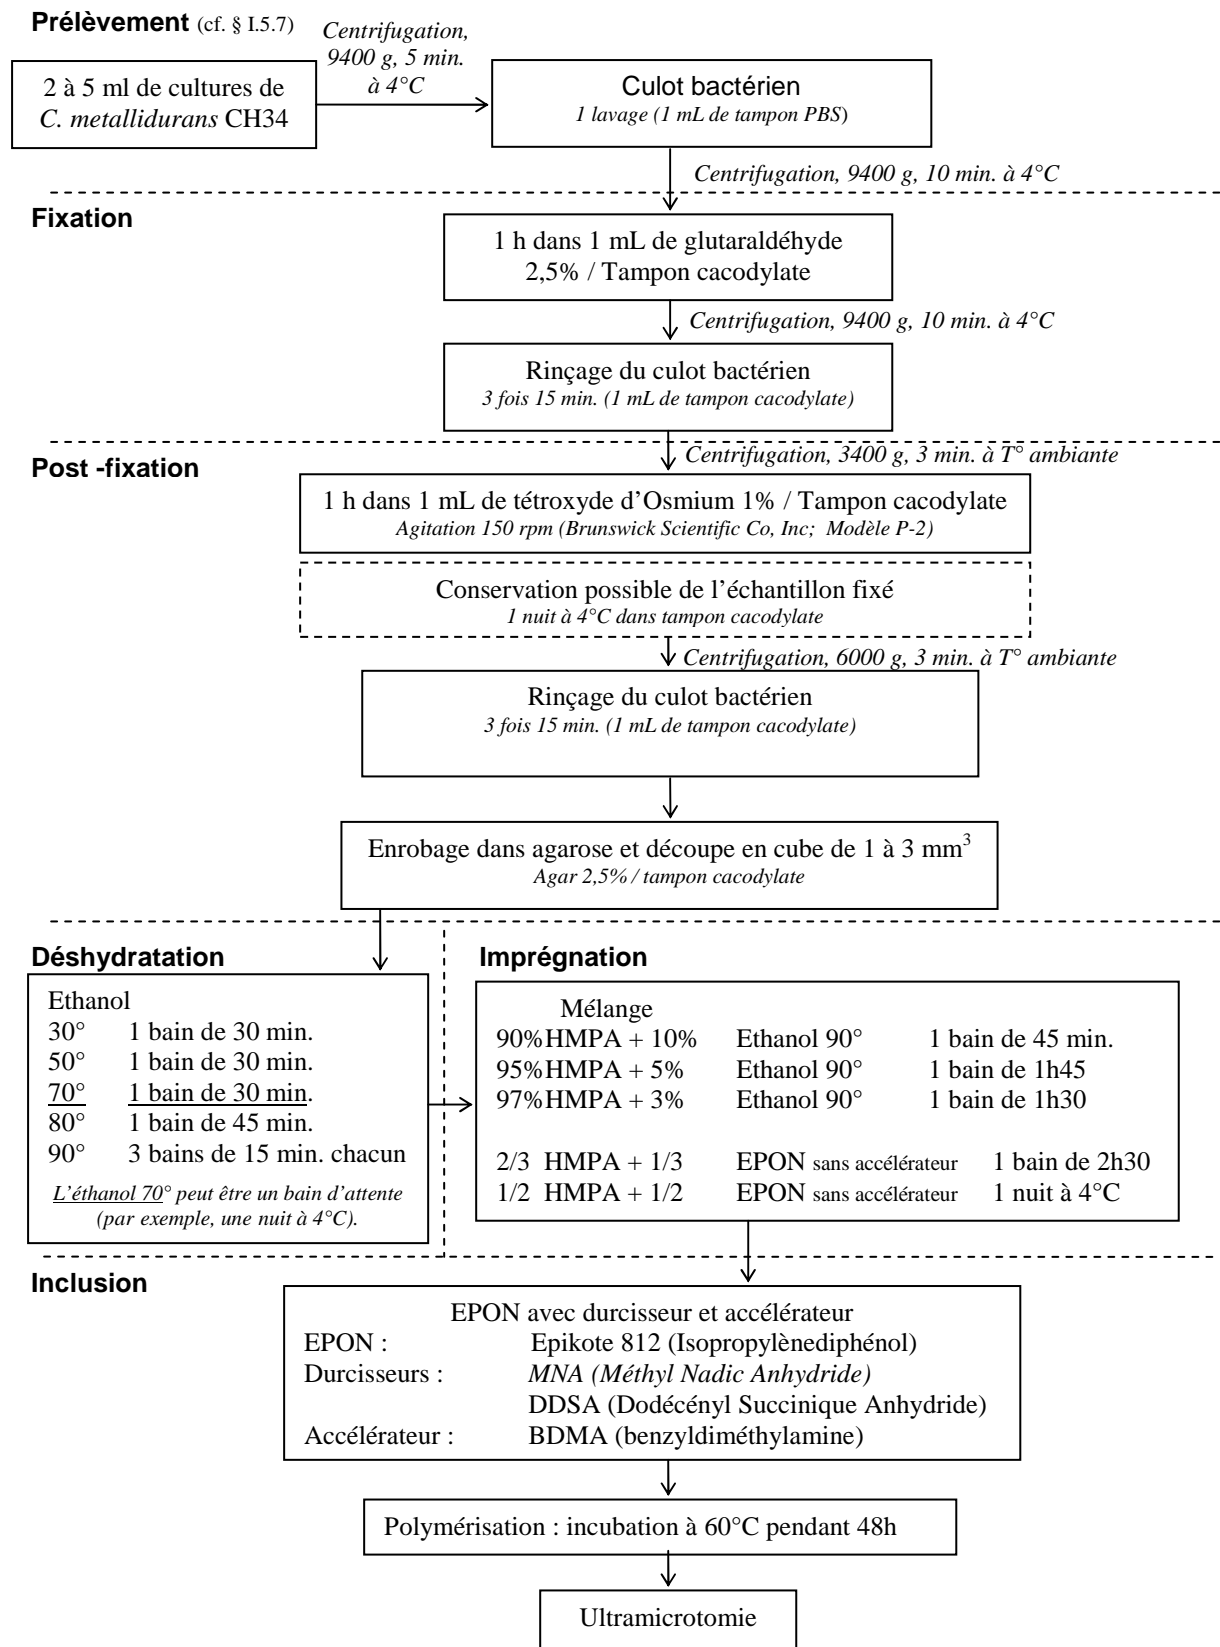 Prélèvement (cf. § I.5.7)
Centrifugation,
9400 g, 5 min.
à 4°C
2 à 5 ml de cultures de
C. metallidurans CH34
Culot bactérien
1 lavage (1 mL de tampon PBS)
Centrifugation, 9400 g, 10 min. à 4°C
Fixation
1 h dans 1 mL de glutaraldéhyde
2,5% / Tampon cacodylate
Centrifugation, 9400 g, 10 min. à 4°C
Rinçage du culot bactérien
3 fois 15 min. (1 mL de tampon cacodylate)
Centrifugation, 3400 g, 3 min. à T° ambiante
Post -fixation
1 h dans 1 mL de tétroxyde d'Osmium 1% / Tampon cacodylate
Agitation 150 rpm (Brunswick Scientific Co, Inc; Modèle P-2)
Conservation possible de l'échantillon fixé
1 nuit à 4°C dans tampon cacodylate
Centrifugation, 6000 g, 3 min. à T° ambiante
Rinçage du culot bactérien
3 fois 15 min. (1 mL de tampon cacodylate)
Enrobage dans agarose et découpe en cube de 1 à 3 mm³
Agar 2,5% / tampon cacodylate
Déshydratation
Ethanol
30° 1 bain de 30 min.
50° 1 bain de 30 min.
70° 1 bain de 30 min.
80° 1 bain de 45 min.
90° 3 bains de 15 min. chacun
L'éthanol 70° peut être un bain d'attente
(par exemple, une nuit à 4°C).
Imprégnation
Mélange
90% HMPA + 10% Ethanol 90° 1 bain de 45 min.
95% HMPA + 5% Ethanol 90° 1 bain de 1h45
97% HMPA + 3% Ethanol 90° 1 bain de 1h30
2/3 HMPA + 1/3 EPON sans accélérateur 1 bain de 2h30
1/2 HMPA + 1/2 EPON sans accélérateur 1 nuit à 4°C
Inclusion
EPON avec durcisseur et accélérateur
EPON : Epikote 812 (Isopropylènediphénol)
Durcisseurs : MNA (Méthyl Nadic Anhydride)
DDSA (Dodécényl Succinique Anhydride)
Accélérateur : BDMA (benzyldiméthylamine)
Polymérisation : incubation à 60°C pendant 48h
Ultramicrotomie